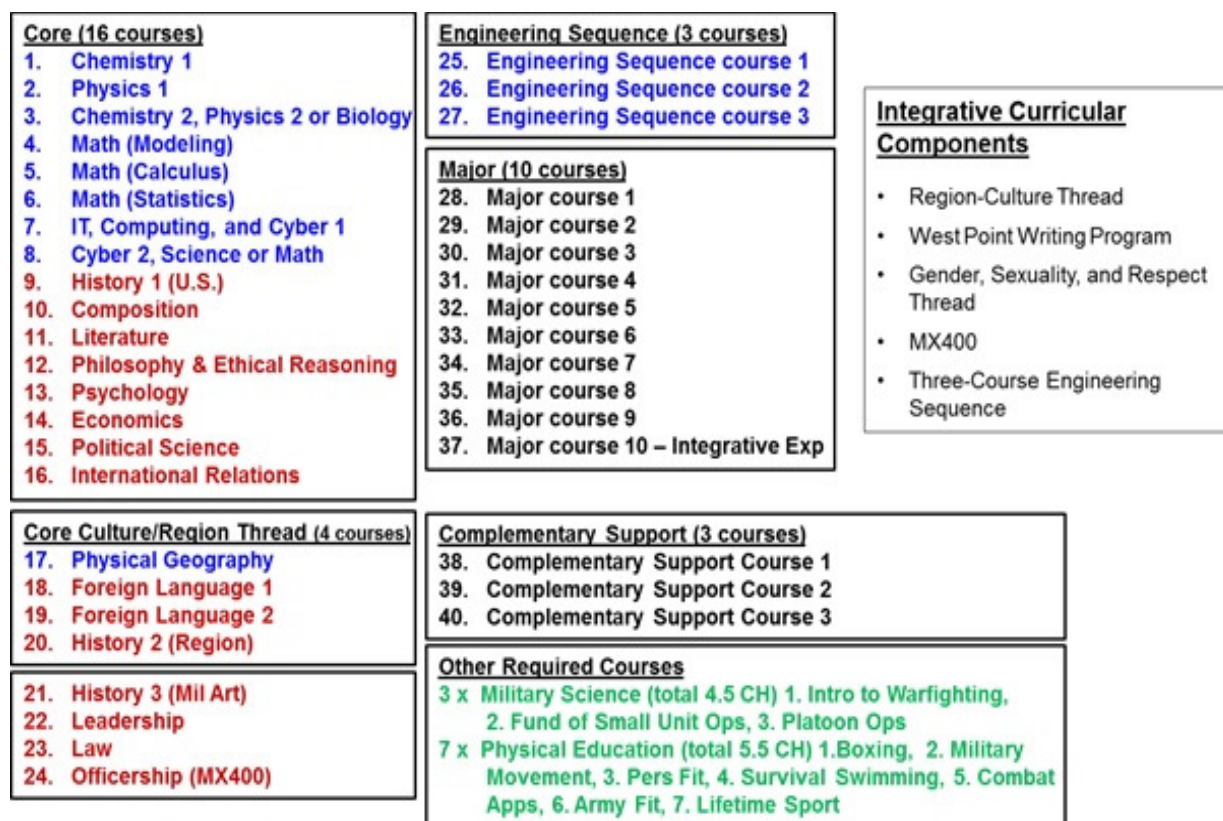 Core (16 courses)
1. Chemistry 1
2. Physics 1
3. Chemistry 2, Physics 2 or Biology
4. Math (Modeling)
5. Math (Calculus)
6. Math (Statistics)
7. IT, Computing, and Cyber 1
8. Cyber 2, Science or Math
9. History 1 (U.S.)
10. Composition
11. Literature
12. Philosophy & Ethical Reasoning
13. Psychology
14. Economics
15. Political Science
16. International Relations
Core Culture/Region Thread (4 courses)
17. Physical Geography
18. Foreign Language 1
19. Foreign Language 2
20. History 2 (Region)
21. History 3 (Mil Art)
22. Leadership
23. Law
24. Officership (MX400)
Engineering Sequence (3 courses)
25. Engineering Sequence course 1
26. Engineering Sequence course 2
27. Engineering Sequence course 3
Major (10 courses)
28. Major course 1
29. Major course 2
30. Major course 3
31. Major course 4
32. Major course 5
33. Major course 6
34. Major course 7
35. Major course 8
36. Major course 9
37. Major course 10 – Integrative Exp
Complementary Support (3 courses)
38. Complementary Support Course 1
39. Complementary Support Course 2
40. Complementary Support Course 3
Other Required Courses
3 x Military Science (total 4.5 CH) 1. Intro to Warfighting,
2. Fund of Small Unit Ops, 3. Platoon Ops
7 x Physical Education (total 5.5 CH) 1.Boxing, 2. Military
Movement, 3. Pers Fit, 4. Survival Swimming, 5. Combat
Apps, 6. Army Fit, 7. Lifetime Sport
Integrative Curricular
Components
• Region-Culture Thread
• West Point Writing Program
• Gender, Sexuality, and Respect
Thread
• MX400
• Three-Course Engineering
Sequence